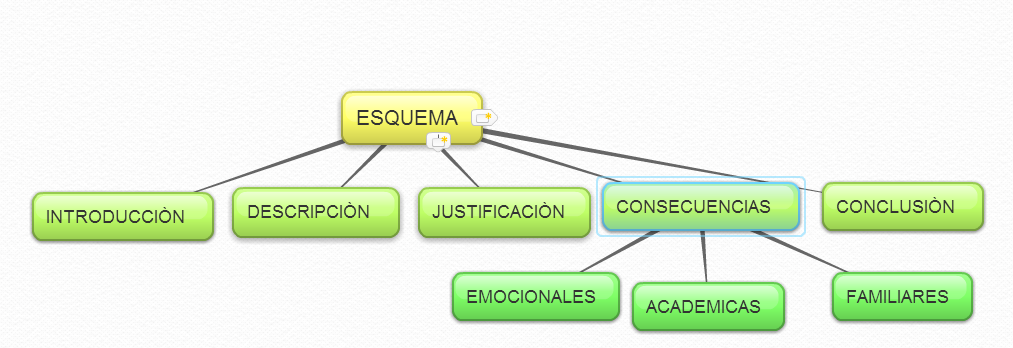 ESQUEMA
INTRODUCCIÒN
DESCRIPCIÒN
JUSTIFICACIÒN
CONSECUENCIAS
CONCLUSIÒN
EMOCIONALES
ACADEMICAS
FAMILIARES